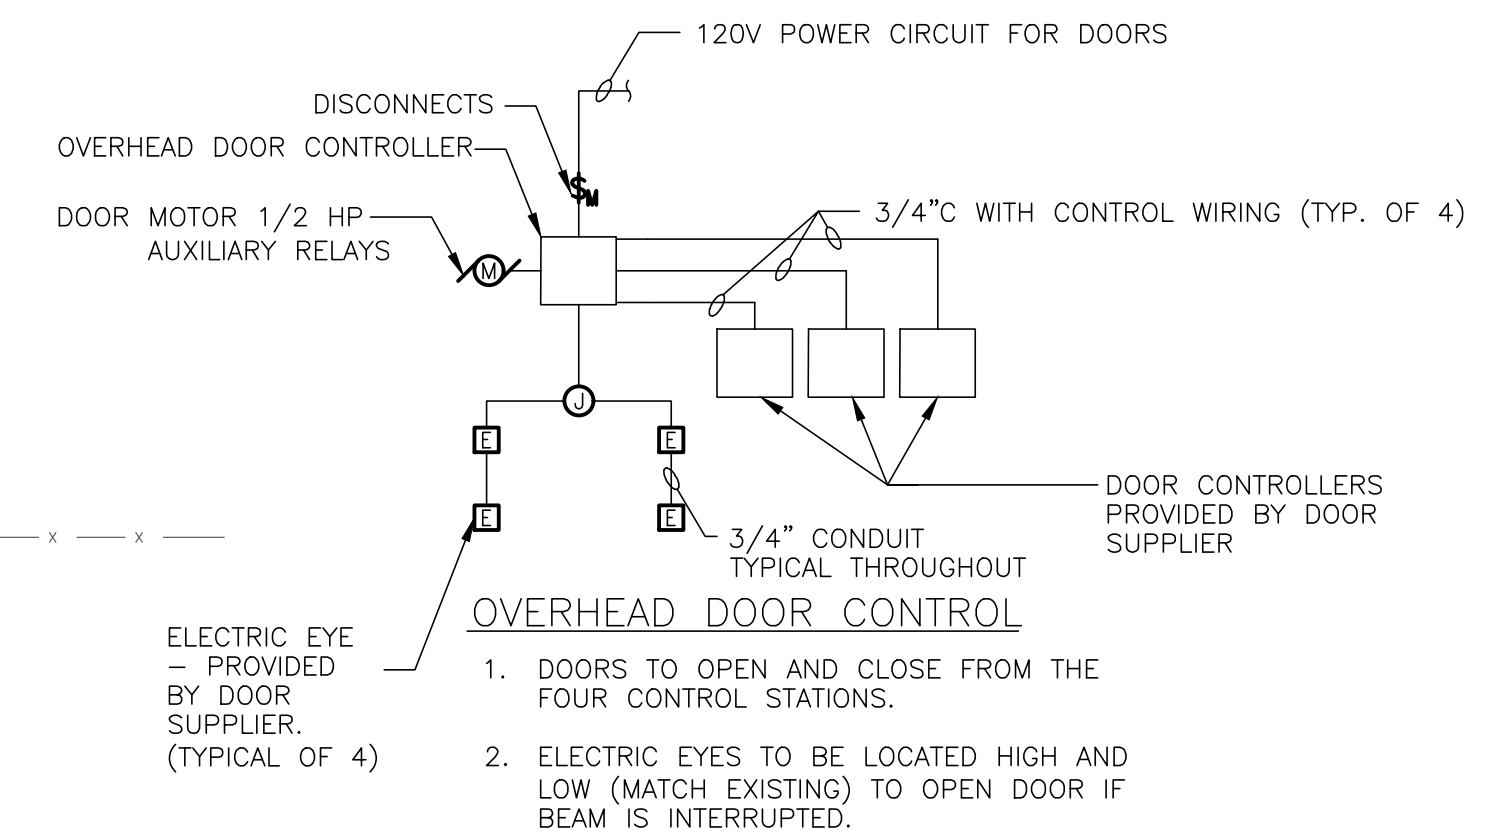 120V POWER CIRCUIT FOR DOORS
DISCONNECTS
OVERHEAD DOOR CONTROLLER
DOOR MOTOR 1/2 HP
AUXILIARY RELAYS
$M
M
3/4"C WITH CONTROL WIRING (TYP. OF 4)
J
E
E
E
E
DOOR CONTROLLERS
PROVIDED BY DOOR
SUPPLIER
3/4" CONDUIT
TYPICAL THROUGHOUT
x
x
ELECTRIC EYE
- PROVIDED
BY DOOR
SUPPLIER.
(TYPICAL OF 4)
OVERHEAD DOOR CONTROL
1. DOORS TO OPEN AND CLOSE FROM THE
FOUR CONTROL STATIONS.
2. ELECTRIC EYES TO BE LOCATED HIGH AND
LOW (MATCH EXISTING) TO OPEN DOOR IF
BEAM IS INTERRUPTED.